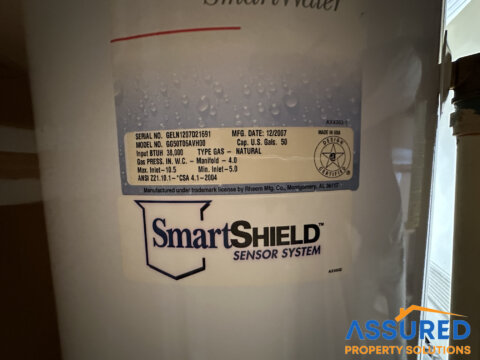 SmartWater
SERIAL NO. GELN1207D21691 MFG. DATE: 12/2007
MODEL NO. GG50T06AVH00 Cap. U.S. Gals. 50
Input BTUH 38,000 TYPE GAS - NATURAL
Gas PRESS. IN. W.C. - Manifold - 4.0
Max. Inlet-10.5 Min. Inlet-5.0
ANSI Z21.10.1-*CSA 4.1-2004
MADE IN USA
DESIGN
CERTIFIED
Manufactured under trademark license by Rheem Mfg. Co., Montgomery, AL 36117
SmartSHIELD™
SENSOR SYSTEM
ASSURED
PROPERTY SOLUTIONS